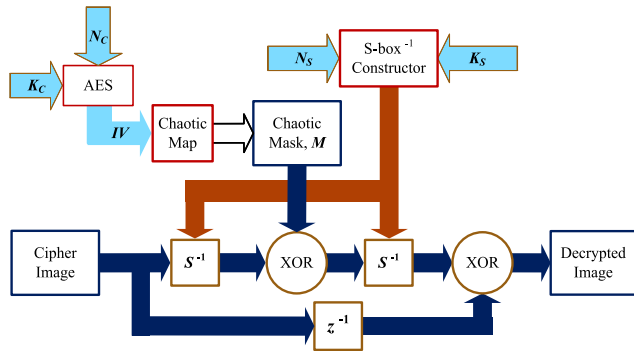 N_C
K_C
AES
IV
Chaotic
Map
Chaotic
Mask, M
N_S
S-box ⁻¹
Constructor
K_S
Cipher
Image
S ⁻¹
XOR
S ⁻¹
XOR
Decrypted
Image
z ⁻¹